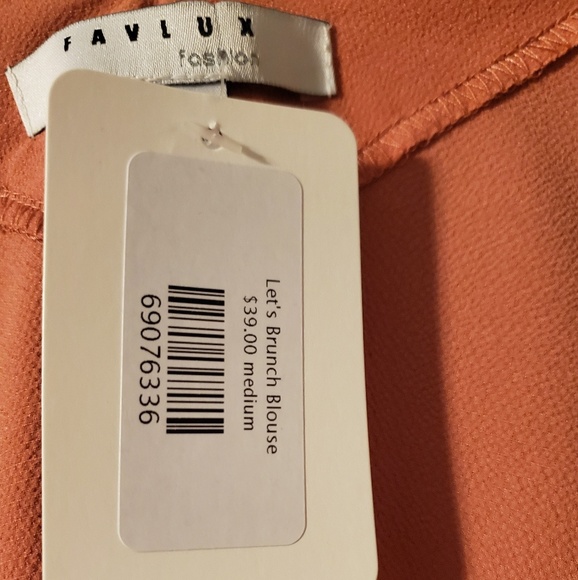 FAVLUX
fashion
Let's Brunch Blouse
$39.00 medium
69076336